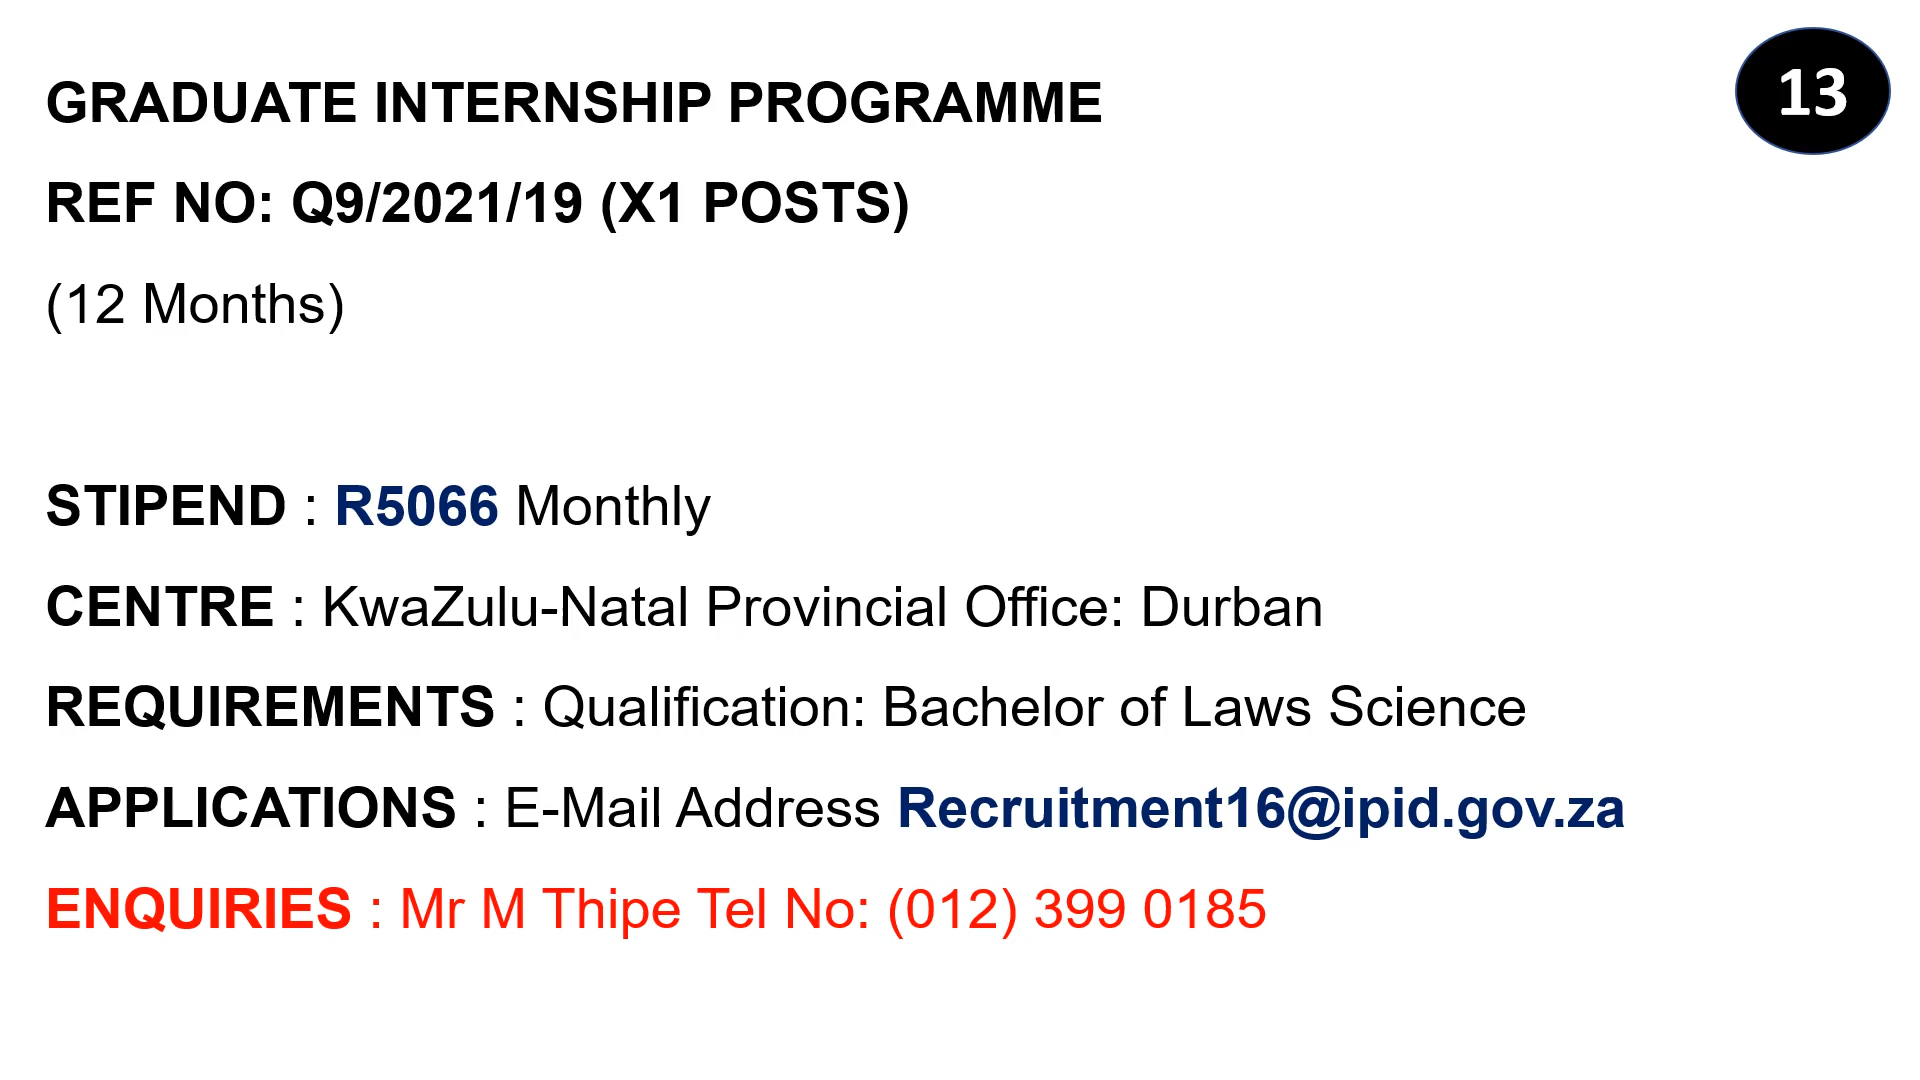 13
GRADUATE INTERNSHIP PROGRAMME
REF NO: Q9/2021/19 (X1 POSTS)
(12 Months)
STIPEND : R5066 Monthly
CENTRE : KwaZulu-Natal Provincial Office: Durban
REQUIREMENTS : Qualification: Bachelor of Laws Science
APPLICATIONS : E-Mail Address Recruitment16@ipid.gov.za
ENQUIRIES : Mr M Thipe Tel No: (012) 399 0185